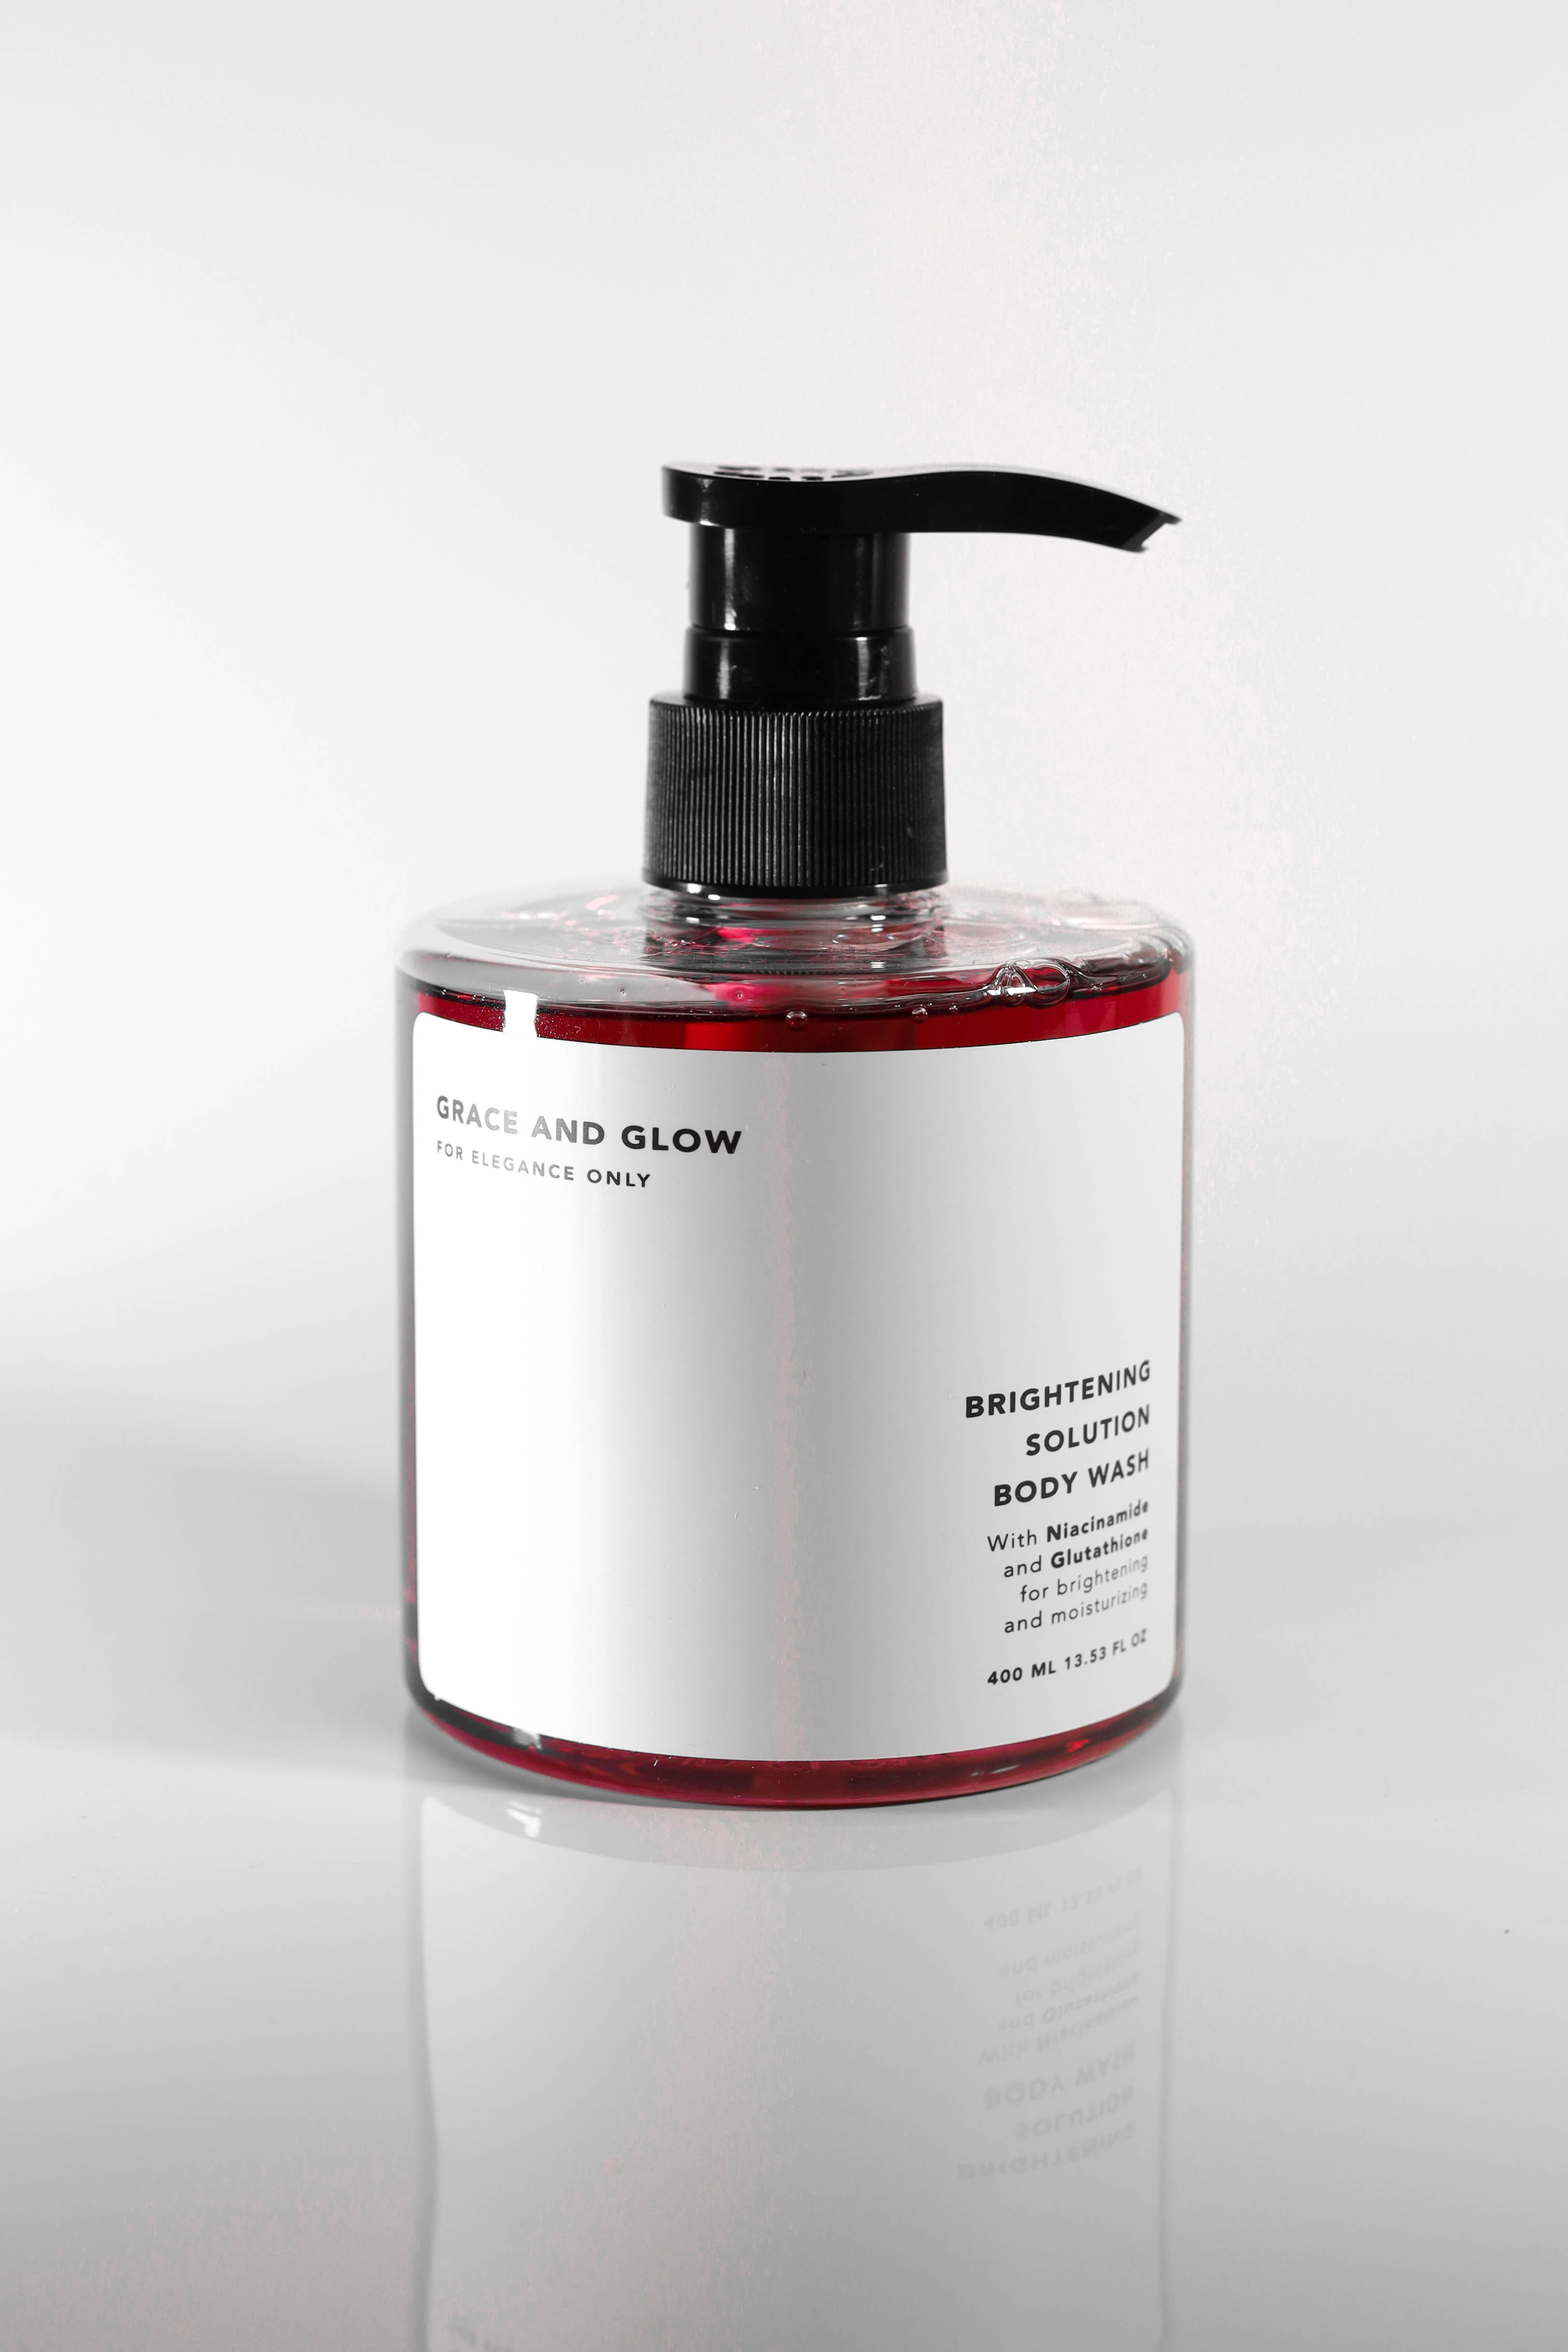 GRACE AND GLOW
FOR ELEGANCE ONLY
BRIGHTENING
SOLUTION
BODY WASH
With Niacinamide
and Glutathione
for brightening
and moisturizing
400 ML 13.53 FL OZ